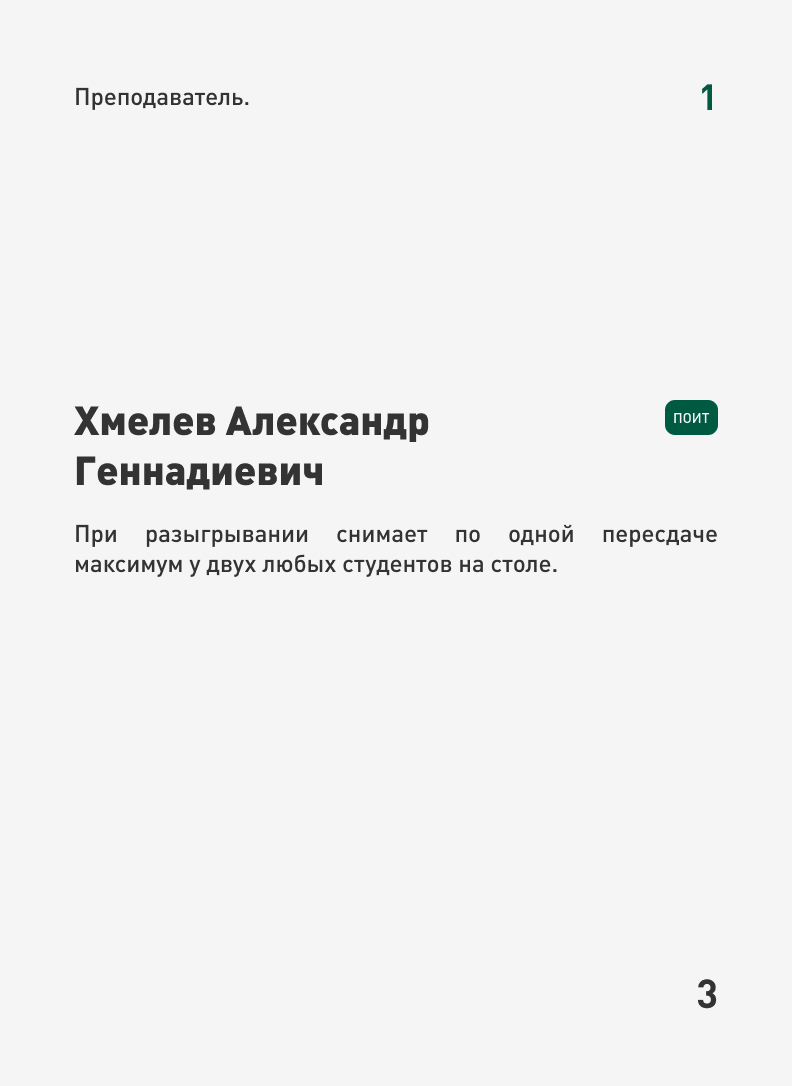 Преподаватель.
1
Хмелев Александр
Геннадиевич
ПОИТ
При разыгрывании снимает по одной пересдаче
максимум у двух любых студентов на столе.
3